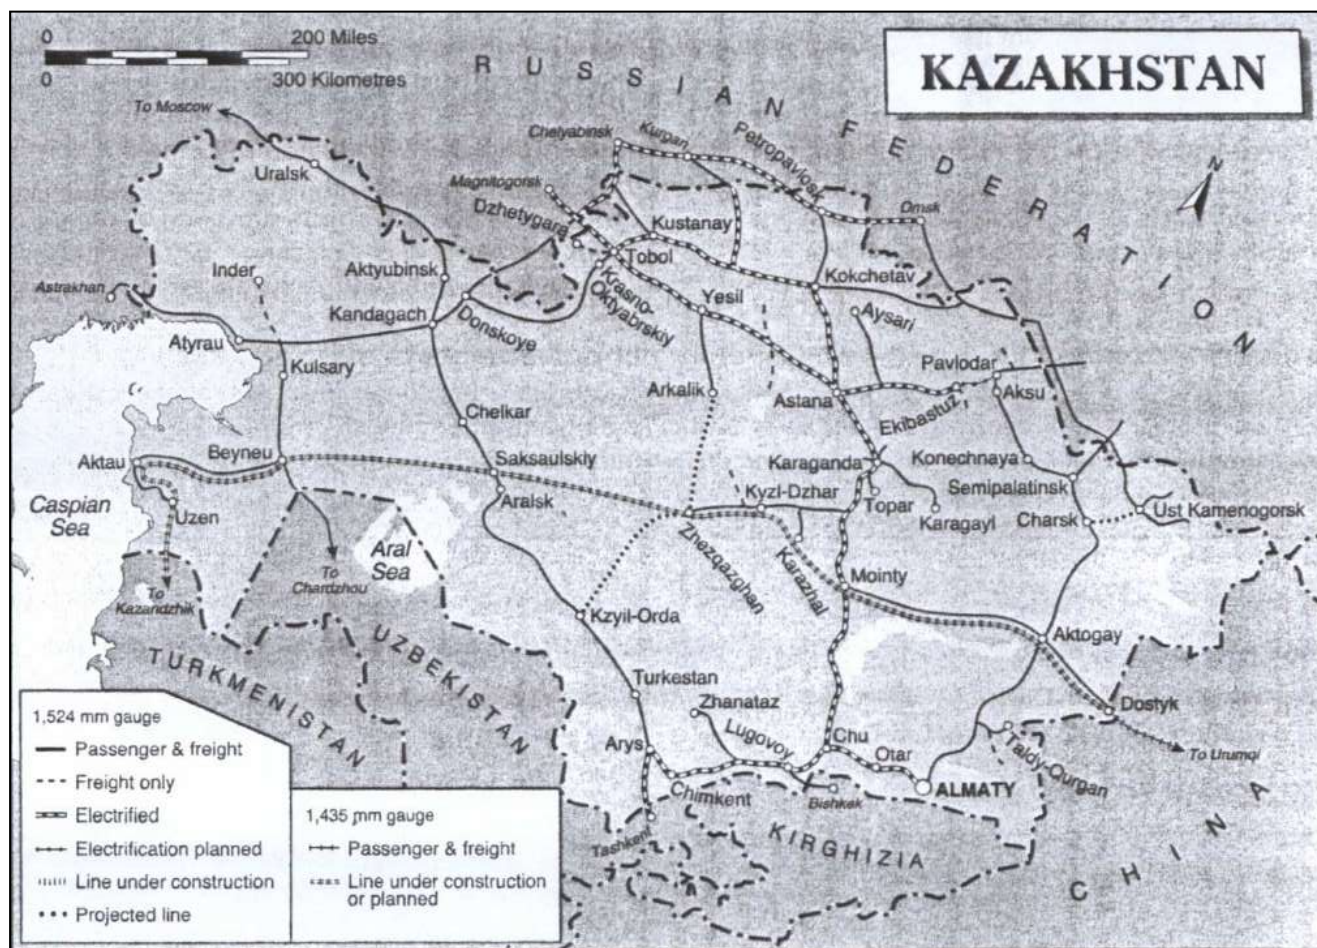 0 200 Miles
0 300 Kilometres
KAZAKHSTAN
RUSSIAN FEDERATION
N
To Moscow
Uralsk
Chelyabinsk
Kurgan
Petropavlosk
Omsk
Magnitogorsk
Dzhetygara
Kustanay
Tobol
Krasno-
Oktyabrskiy
Kokchetav
Inder
Aktyubinsk
Astrakhan
Kandagach
Donskoye
Yesil
Aysari
Atyrau
Pavlodar
Kulsary
Arkalik
Astana
Ekibastuz
Aksu
Chelkar
Aktau
Beyneu
Saksaulskiy
Karaganda
Konechnaya
Semipalatinsk
Caspian
Sea
Uzen
Aralsk
Kyzl-Dzhar
Topar
Karagayl
Charsk
Ust Kamenogorsk
Aral
Sea
Zhezqazghan
Karazhal
To
Chardzhou
To
Kazandzhik
Mointy
Kzyil-Orda
Aktogay
TURKMENISTAN
UZBEKISTAN
Turkestan
Zhanataz
Dostyk
Lugovoy
Chu
Otar
Taldy-Qurgan
To Urumqi
Arys
Chimkent
Bishkek
ALMATY
Tashkent
KIRGHIZIA
CHINA
1,524 mm gauge
Passenger & freight
Freight only
Electrified
Electrification planned
Line under construction
Projected line
1,435 mm gauge
Passenger & freight
Line under construction
or planned